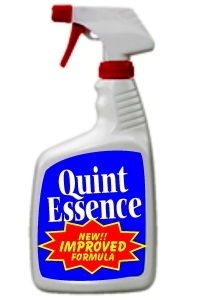 Quint
Essence
NEW!!
IMPROVED
FORMULA